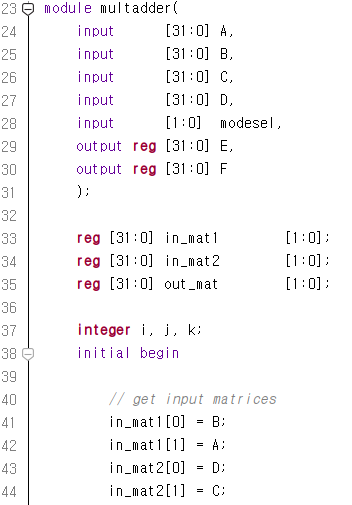 23 module multadder(
24 input [31:0] A,
25 input [31:0] B,
26 input [31:0] C,
27 input [31:0] D,
28 input [1:0] modesel,
29 output reg [31:0] E,
30 output reg [31:0] F
31 );
32
33 reg [31:0] in_mat1 [1:0];
34 reg [31:0] in_mat2 [1:0];
35 reg [31:0] out_mat [1:0];
36
37 integer i, j, k;
38 initial begin
39
40 // get input matrices
41 in_mat1[0] = B;
42 in_mat1[1] = A;
43 in_mat2[0] = D;
44 in_mat2[1] = C;